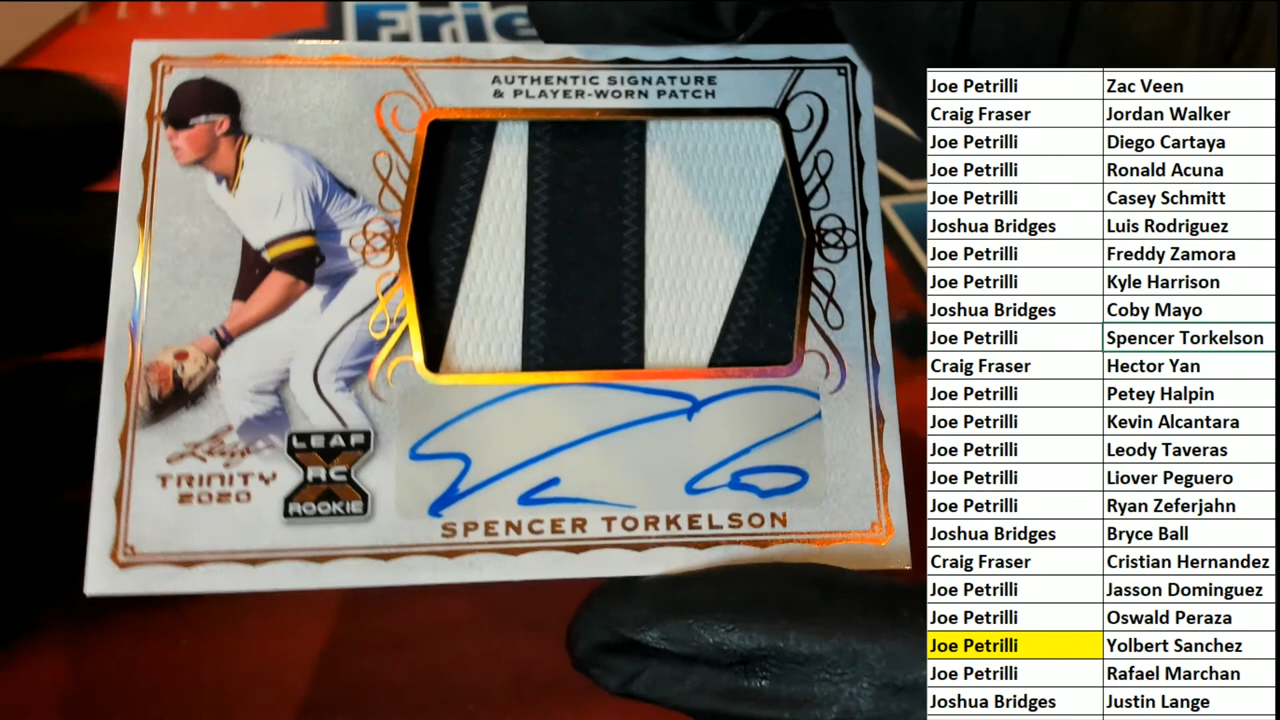 Frie
AUTHENTIC SIGNATURE
& PLAYER-WORN PATCH
Leaf
TRINITY
2020
LEAF
RC
ROOKIE
SPENCER TORKELSON
Joe Petrilli Zac Veen
Craig Fraser Jordan Walker
Joe Petrilli Diego Cartaya
Joe Petrilli Ronald Acuna
Joe Petrilli Casey Schmitt
Joshua Bridges Luis Rodriguez
Joe Petrilli Freddy Zamora
Joe Petrilli Kyle Harrison
Joshua Bridges Coby Mayo
Joe Petrilli Spencer Torkelson
Craig Fraser Hector Yan
Joe Petrilli Petey Halpin
Joe Petrilli Kevin Alcantara
Joe Petrilli Leody Taveras
Joe Petrilli Liover Peguero
Joe Petrilli Ryan Zeferjahn
Joshua Bridges Bryce Ball
Craig Fraser Cristian Hernandez
Joe Petrilli Jasson Dominguez
Joe Petrilli Oswald Peraza
Joe Petrilli Yolbert Sanchez
Joe Petrilli Rafael Marchan
Joshua Bridges Justin Lange